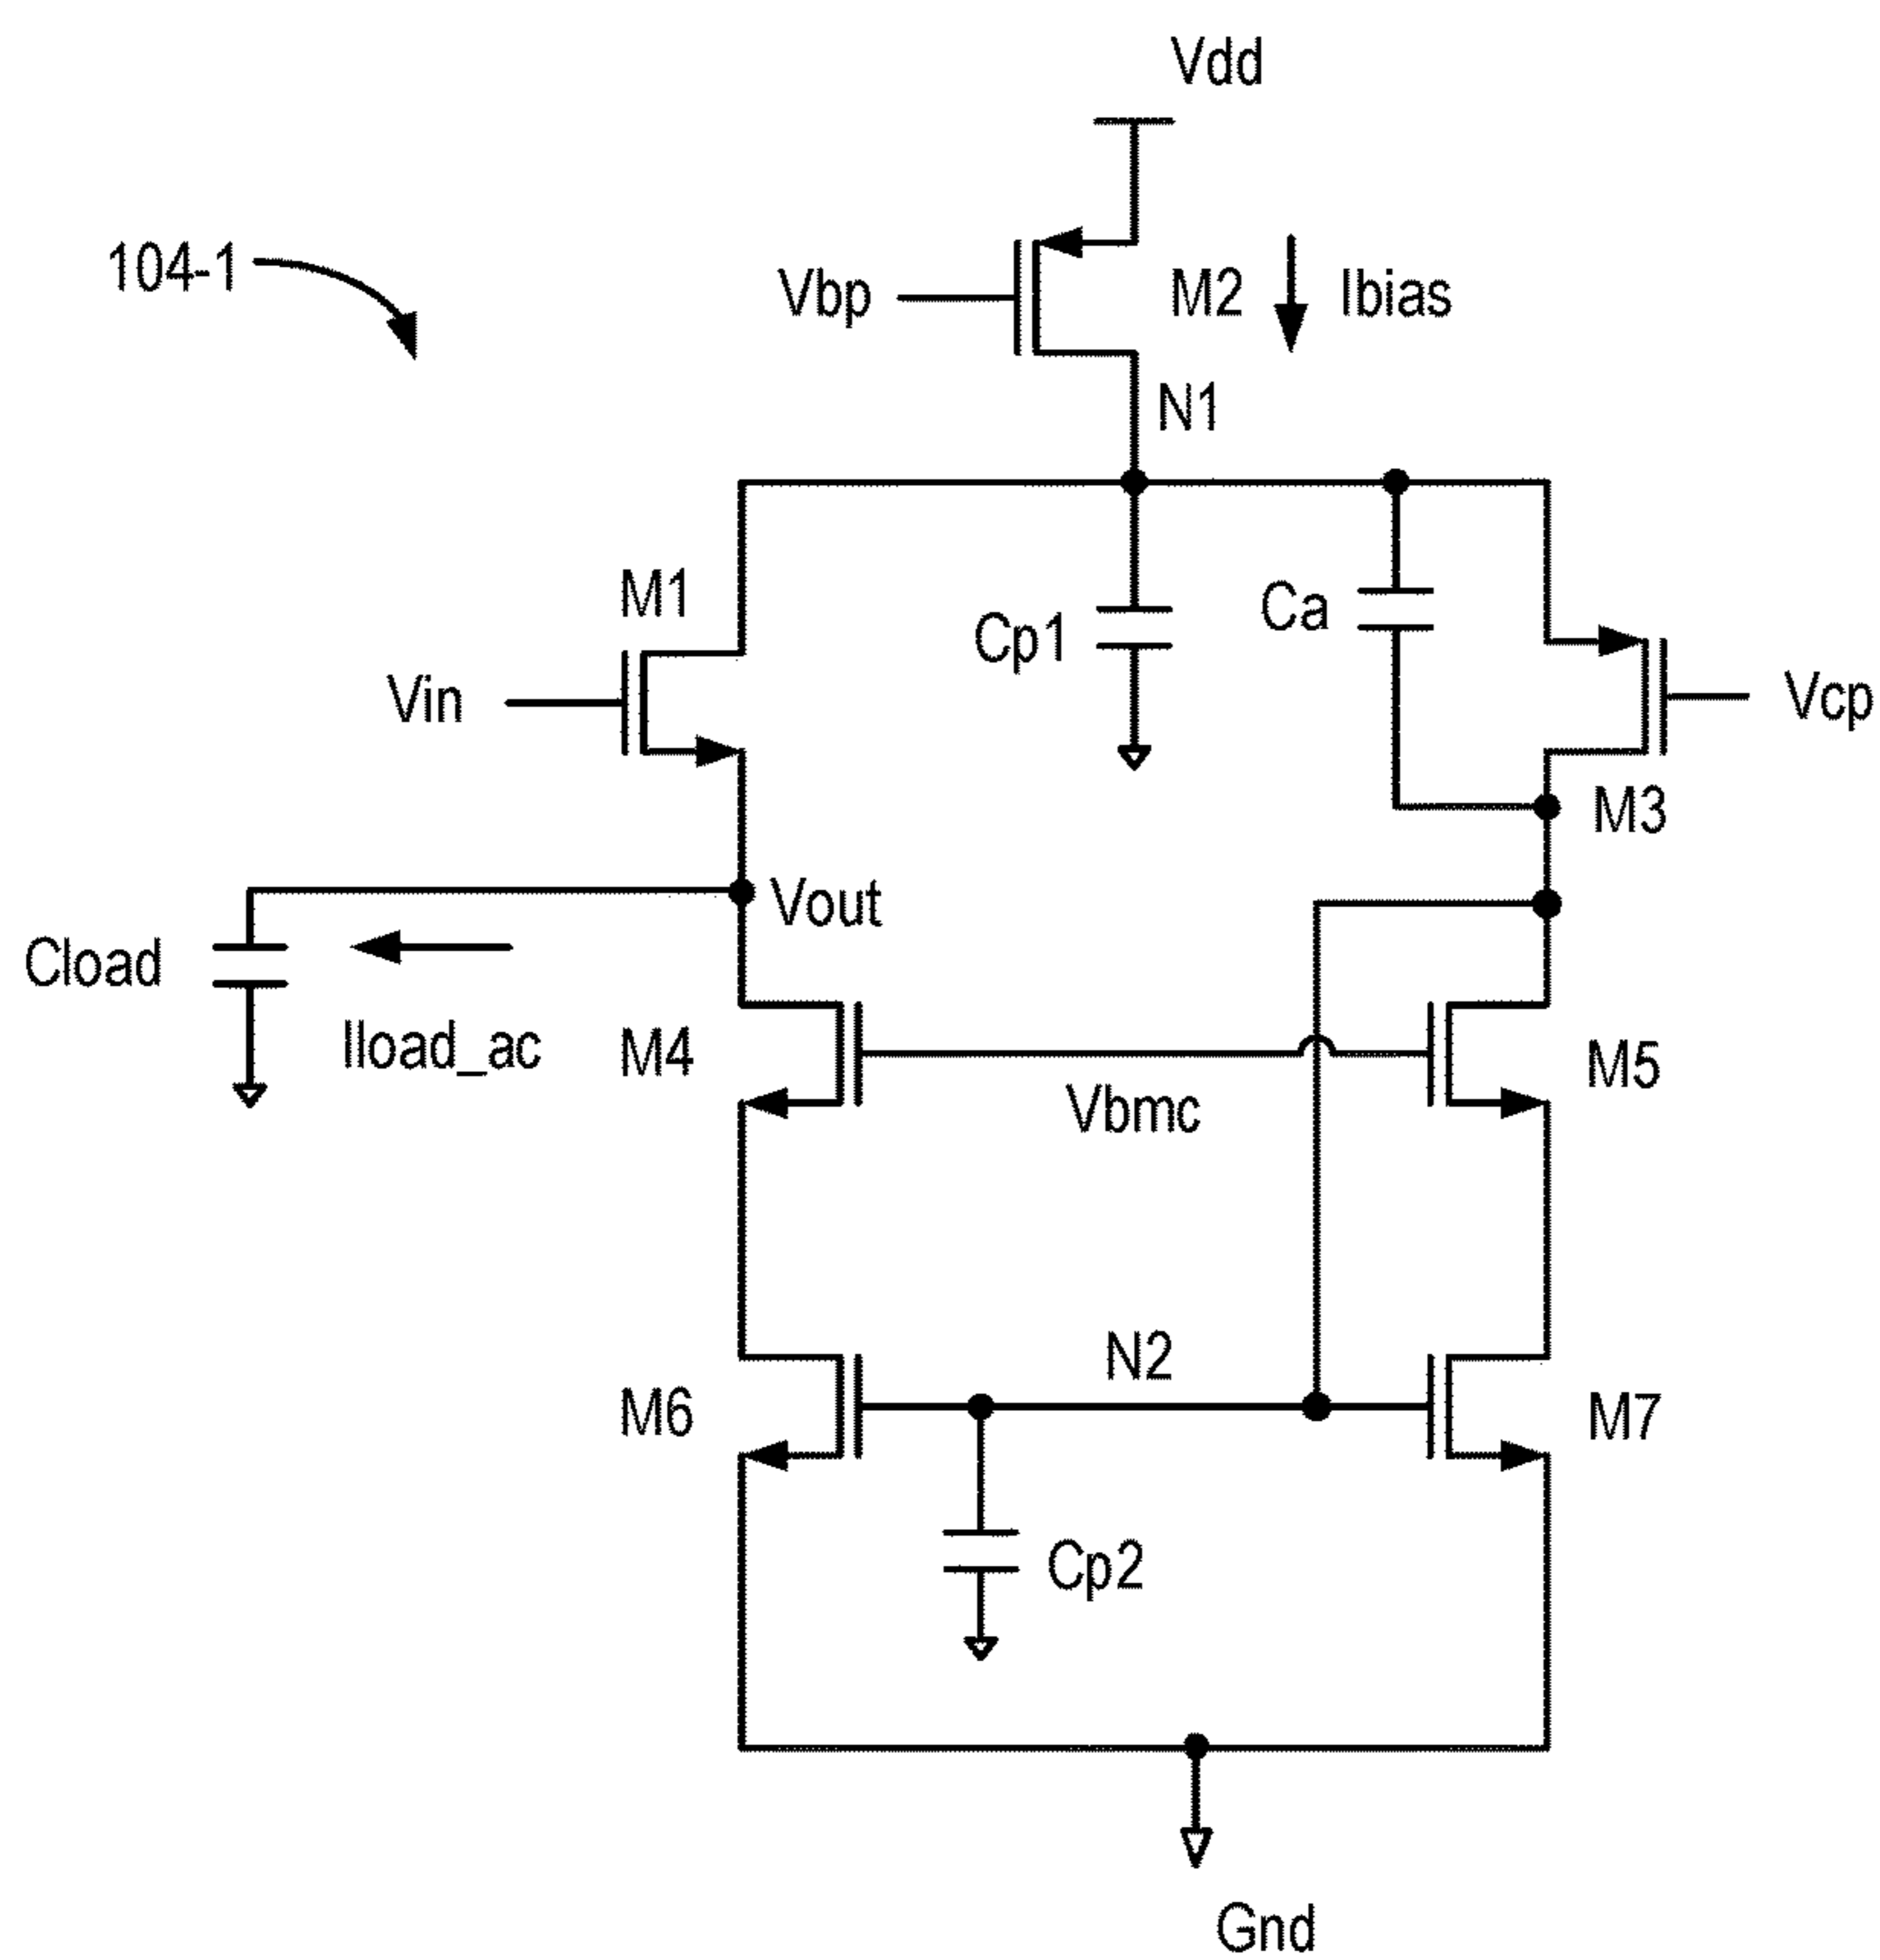 Vdd
104-1
Vbp
M2
Ibias
N1
M1
Cp1
Ca
Vin
Vcp
M3
Vout
Cload
Iload_ac
M4
Vbmc
M5
N2
M6
M7
Cp2
Gnd